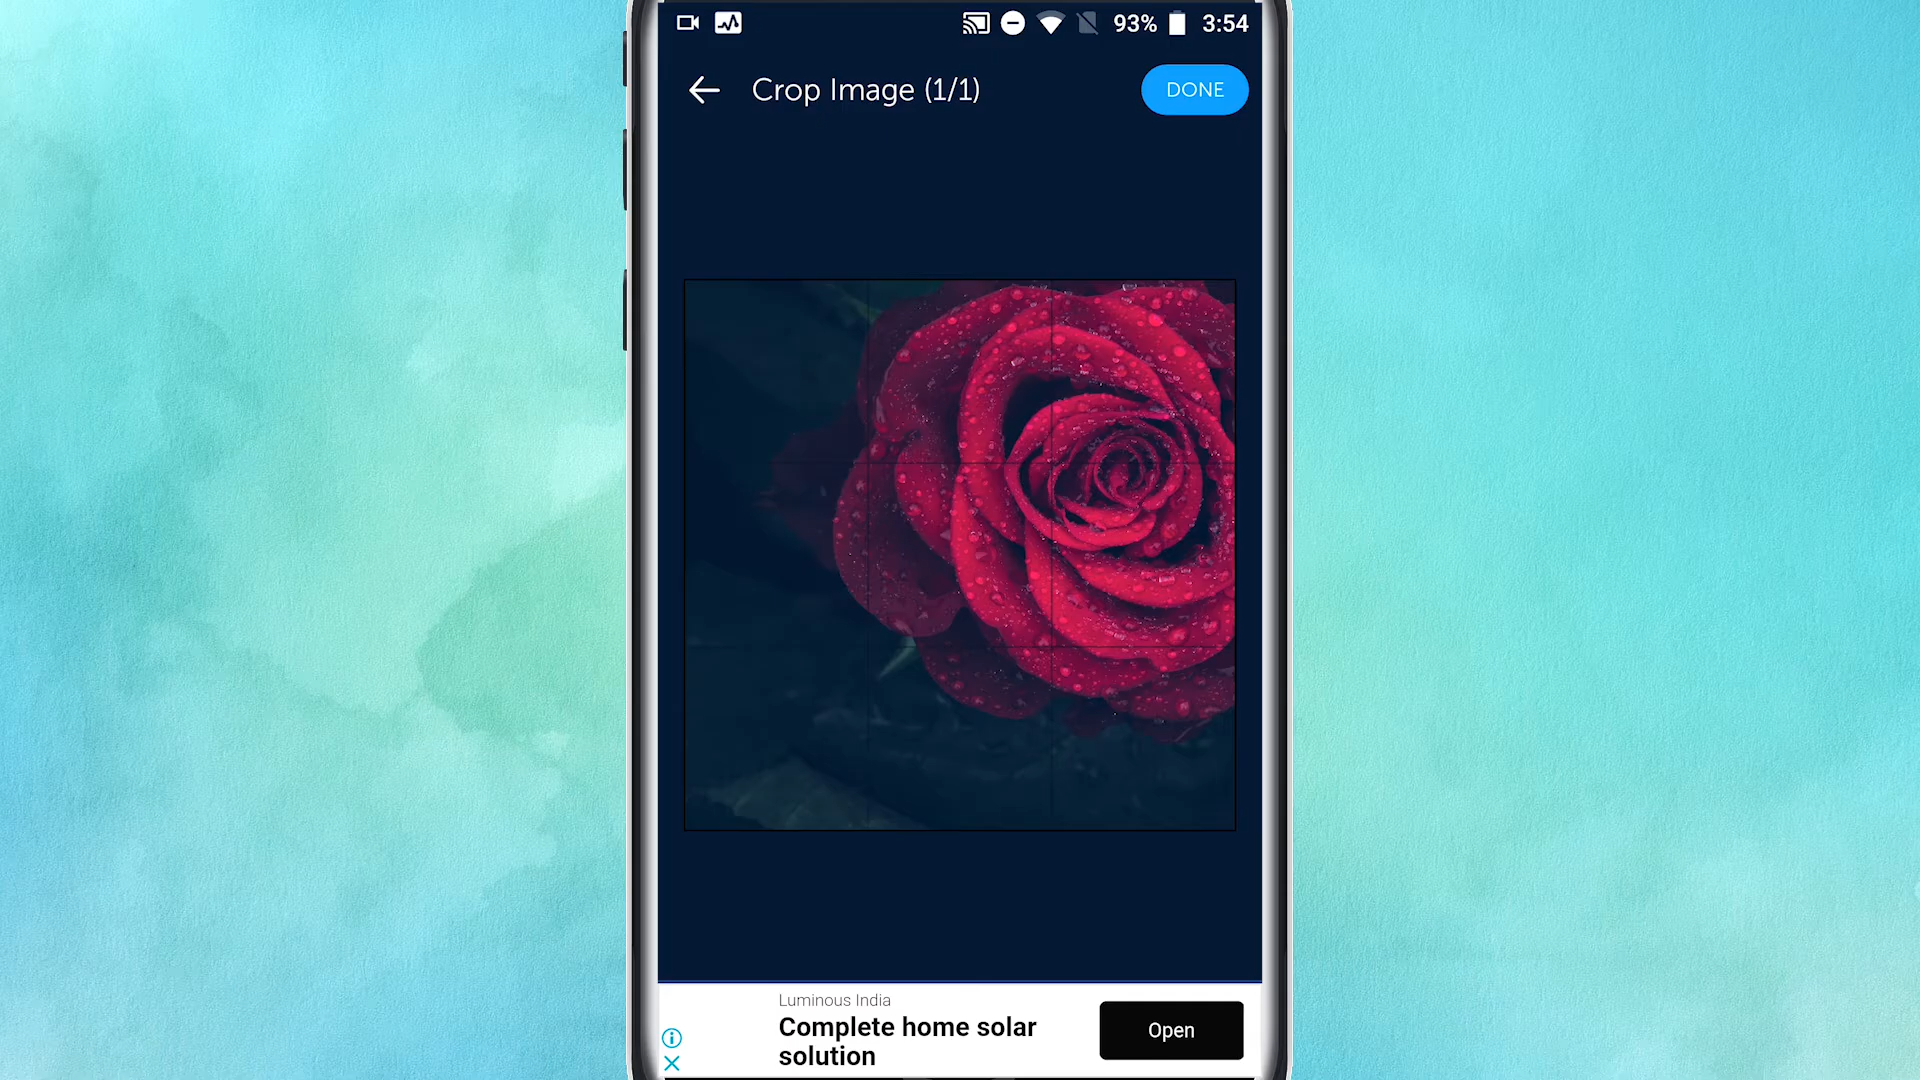 93% 3:54
Crop Image (1/1)
DONE
Luminous India
Complete home solar
solution
Open